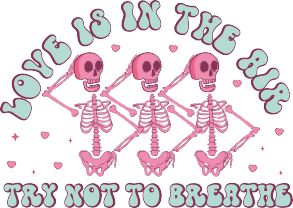 LOVE IS IN THE AIR
TRY NOT TO BREATHE